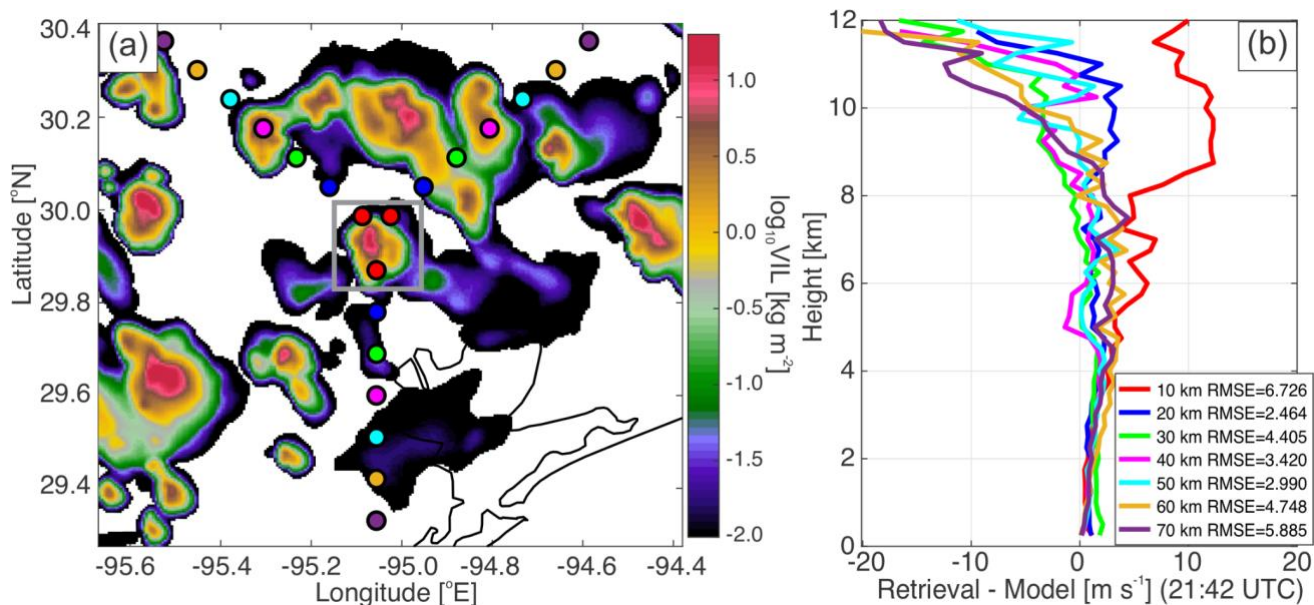 (a)
30.4
30.2
30.0
29.8
29.6
29.4
Latitude [°N]
-95.6
-95.4
-95.2
-95.0
-94.8
-94.6
-94.4
Longitude [°E]
1.0
0.5
0.0
-0.5
-1.0
-1.5
-2.0
log₁₀VIL [kg m⁻²]
(b)
12
10
8
6
4
2
0
Height [km]
10 km RMSE=6.726
20 km RMSE=2.464
30 km RMSE=4.405
40 km RMSE=3.420
50 km RMSE=2.990
60 km RMSE=4.748
70 km RMSE=5.885
-20
-10
0
10
20
Retrieval - Model [m s⁻¹] (21:42 UTC)